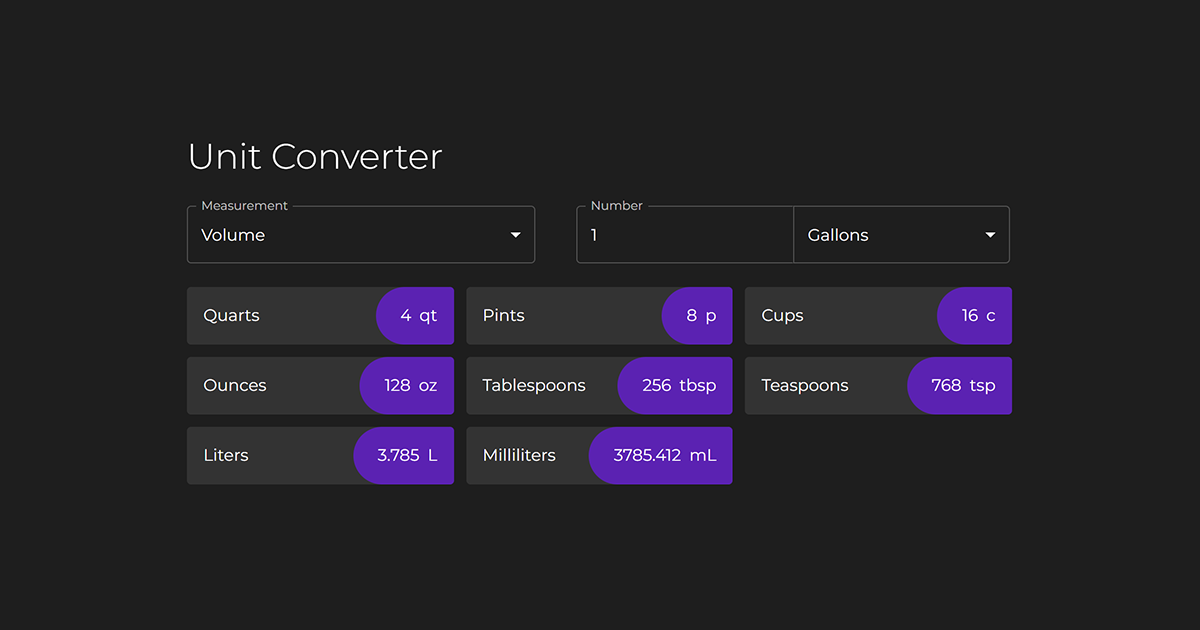 Unit Converter
Measurement
Number
Volume
1
Gallons
Quarts
4 qt
Pints
8 p
Cups
16 c
Ounces
128 oz
Tablespoons
256 tbsp
Teaspoons
768 tsp
Liters
3.785 L
Milliliters
3785.412 mL